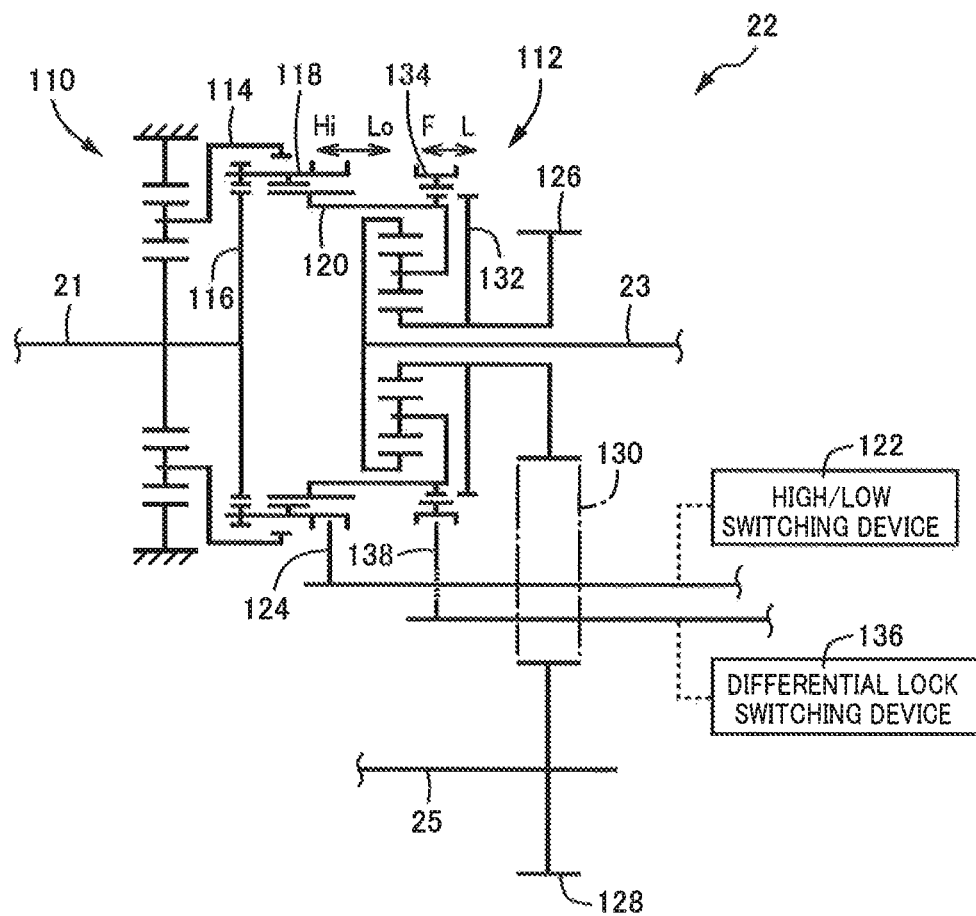 22
110
114
118
134
112
Hi
Lo
F
L
126
116
120
132
21
23
130
122
HIGH/LOW
SWITCHING DEVICE
138
124
136
DIFFERENTIAL LOCK
SWITCHING DEVICE
25
128